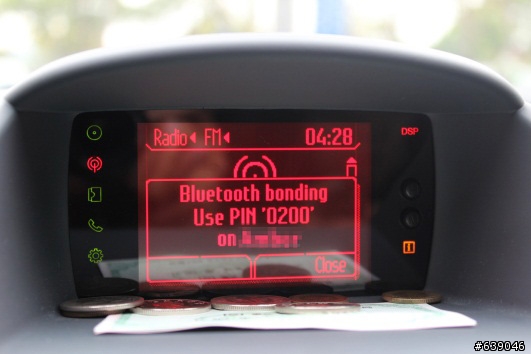 Radio FM 04:28 DSP
Bluetooth bonding
Use PIN '0200'
on
Close
#639046